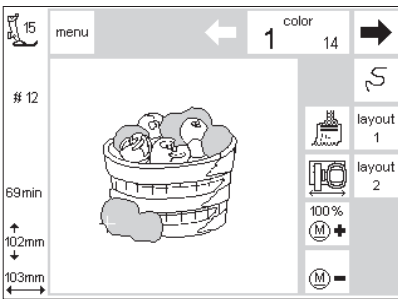 15
menu
color
1
14
# 12
layout
1
layout
2
69min
100%
M +
102mm
M -
103mm